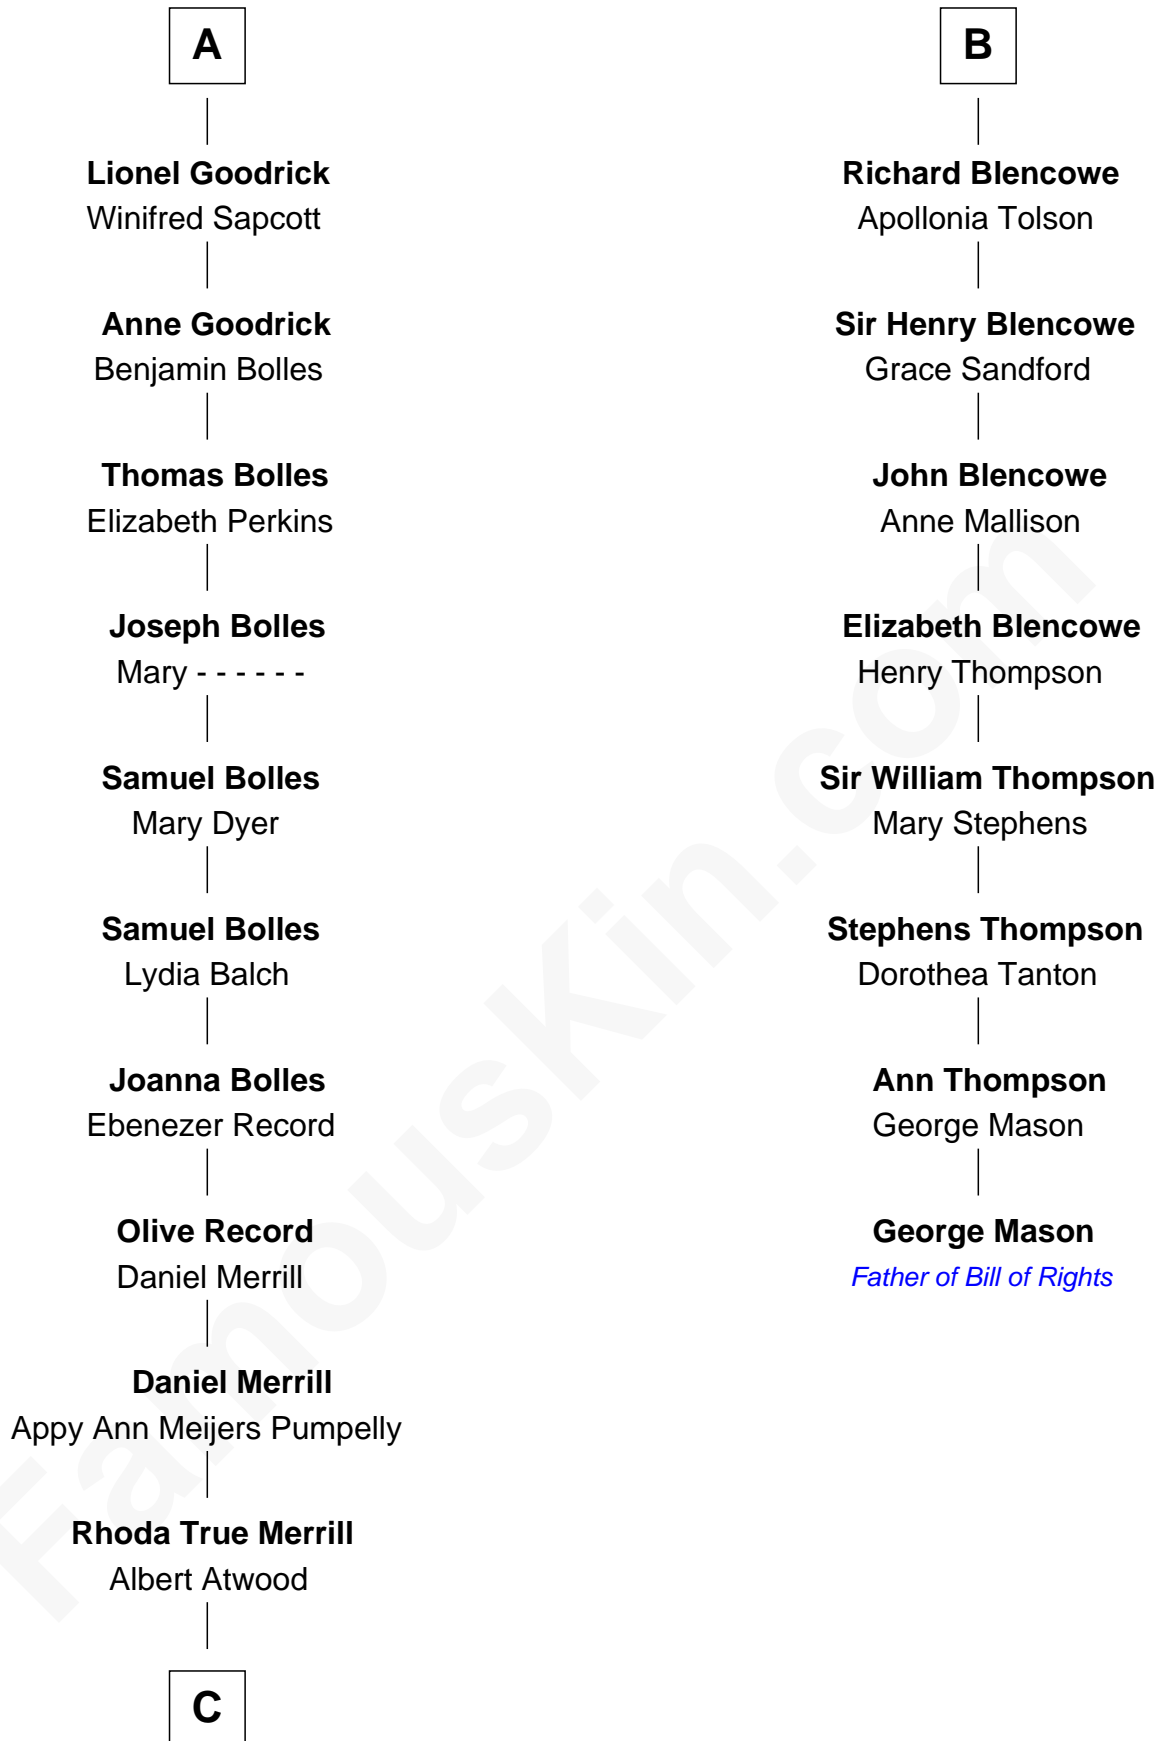 A
Lionel Goodrick
Winifred Sapcott
Anne Goodrick
Benjamin Bolles
Thomas Bolles
Elizabeth Perkins
Joseph Bolles
Mary - - - - - -
Samuel Bolles
Mary Dyer
Samuel Bolles
Lydia Balch
Joanna Bolles
Ebenezer Record
Olive Record
Daniel Merrill
Daniel Merrill
Appy Ann Meijers Pumpelly
Rhoda True Merrill
Albert Atwood
C
B
Richard Blencowe
Apollonia Tolson
Sir Henry Blencowe
Grace Sandford
John Blencowe
Anne Mallison
Elizabeth Blencowe
Henry Thompson
Sir William Thompson
Mary Stephens
Stephens Thompson
Dorothea Tanton
Ann Thompson
George Mason
George Mason
Father of Bill of Rights
FamousKin.com